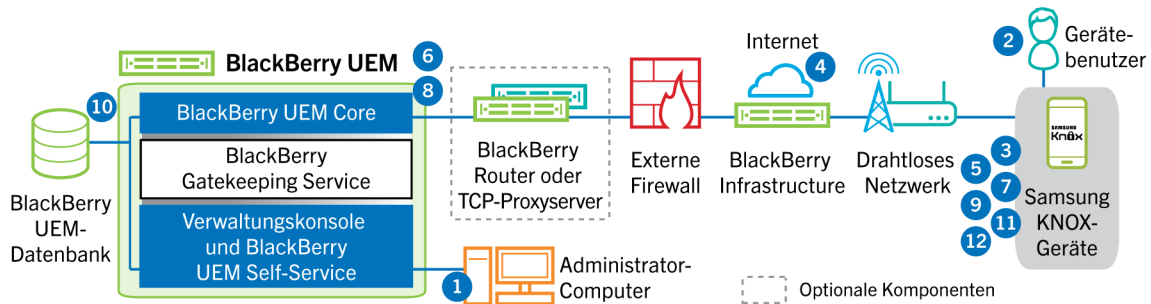 BlackBerry UEM
6
8
10
BlackBerry UEM Core
BlackBerry
Gatekeeping Service
Verwaltungskonsole
und BlackBerry
UEM Self-Service
BlackBerry
UEM-
Datenbank
1
Administrator-
Computer
BlackBerry
Router oder
TCP-Proxyserver
Externe
Firewall
Internet
4
BlackBerry
Infrastructure
Drahtloses
Netzwerk
2
Geräte-
benutzer
SAMSUNG
Knox
3
5
7
9
11
12
Samsung
KNOX-
Geräte
Optionale Komponenten